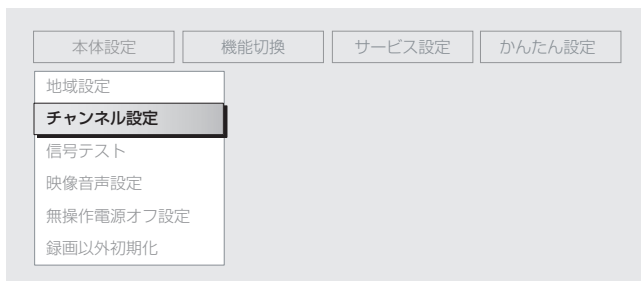 本体設定 機能切換 サービス設定 かんたん設定
地域設定
チャンネル設定
信号テスト
映像音声設定
無操作電源オフ設定
録画以外初期化